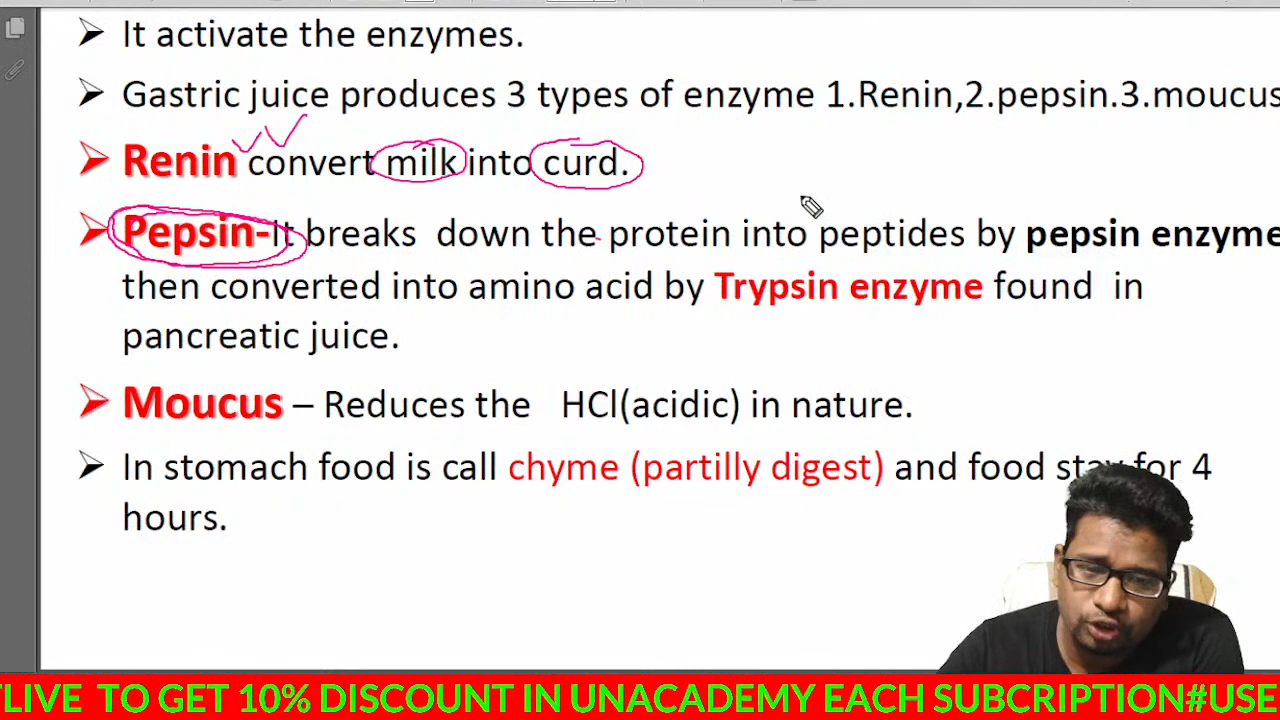 It activate the enzymes.
Gastric juice produces 3 types of enzyme 1.Renin,2.pepsin.3.moucus
Renin convert milk into curd.
Pepsin-It breaks down the protein into peptides by pepsin enzyme
then converted into amino acid by Trypsin enzyme found in
pancreatic juice.
Moucus – Reduces the HCl(acidic) in nature.
In stomach food is call chyme (partilly digest) and food stay for 4
hours.
LIVE TO GET 10% DISCOUNT IN UNACADEMY EACH SUBCRIPTION#USE